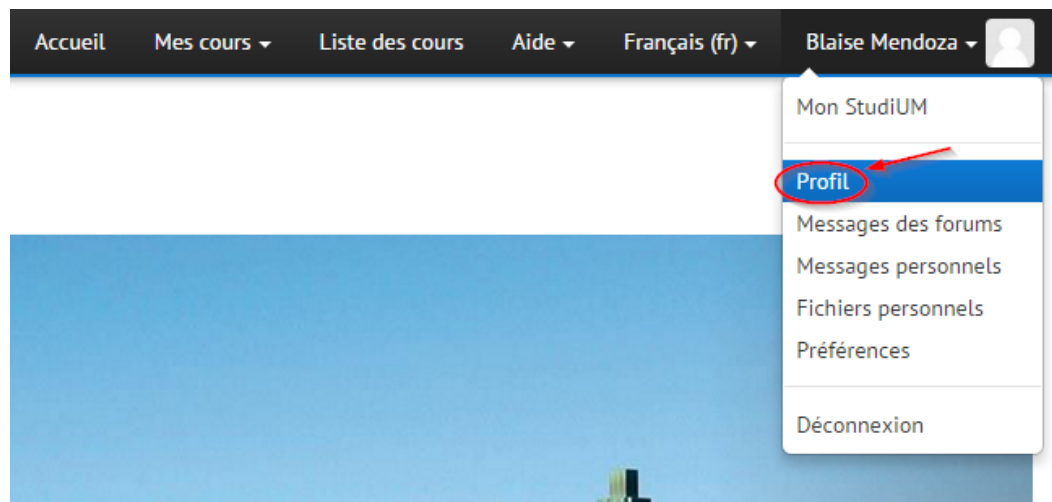 Accueil Mes cours Liste des cours Aide Français (fr) Blaise Mendoza
Mon StudiUM
Profil
Messages des forums
Messages personnels
Fichiers personnels
Préférences
Déconnexion